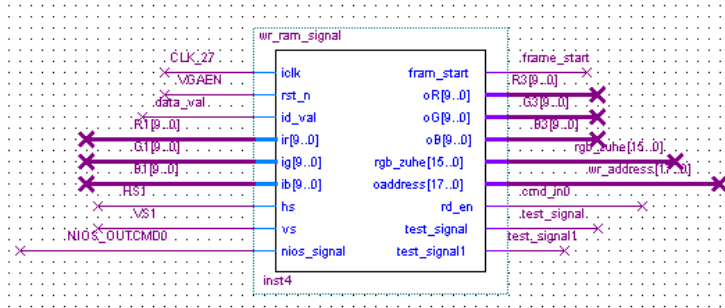 wr_ram_signal
CLK_27 iclk fram_start frame_start
VGAEN rst_n oR[9..0] R3[9..0]
data_val id_val oG[9..0] G3[9..0]
R1[9..0] ir[9..0] oB[9..0] B3[9..0]
G1[9..0] ig[9..0] rgb_zuhe[15..0] rgb_zuhe[15..0]
B1[9..0] ib[9..0] oaddress[17..0] wr_address[17..0]
HS1 hs rd_en cmd_in0
VS1 vs test_signal test_signal
NIOS_OUT.CMD0 nios_signal test_signal1 test_signal1
inst4